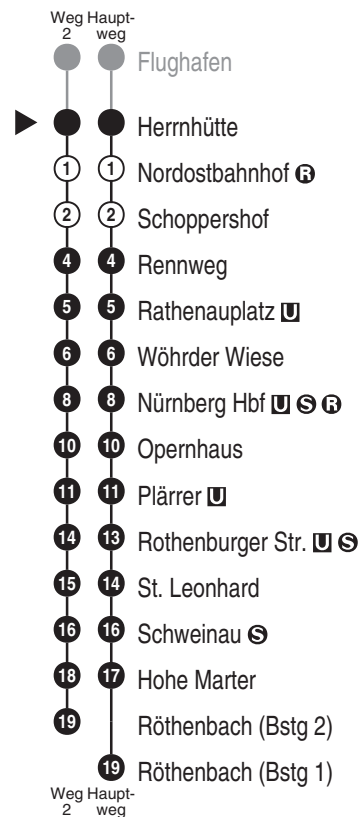 Weg Haupt-
2 weg
Flughafen
Herrnhütte
1 1 Nordostbahnhof R
2 2 Schoppershof
4 4 Rennweg
5 5 Rathenauplatz U
6 6 Wöhrder Wiese
8 8 Nürnberg Hbf U S R
10 10 Opernhaus
11 11 Plärrer U
14 13 Rothenburger Str. U S
15 14 St. Leonhard
16 16 Schweinau S
18 17 Hohe Marter
19 Röthenbach (Bstg 2)
19 Röthenbach (Bstg 1)
Weg Haupt-
2 weg